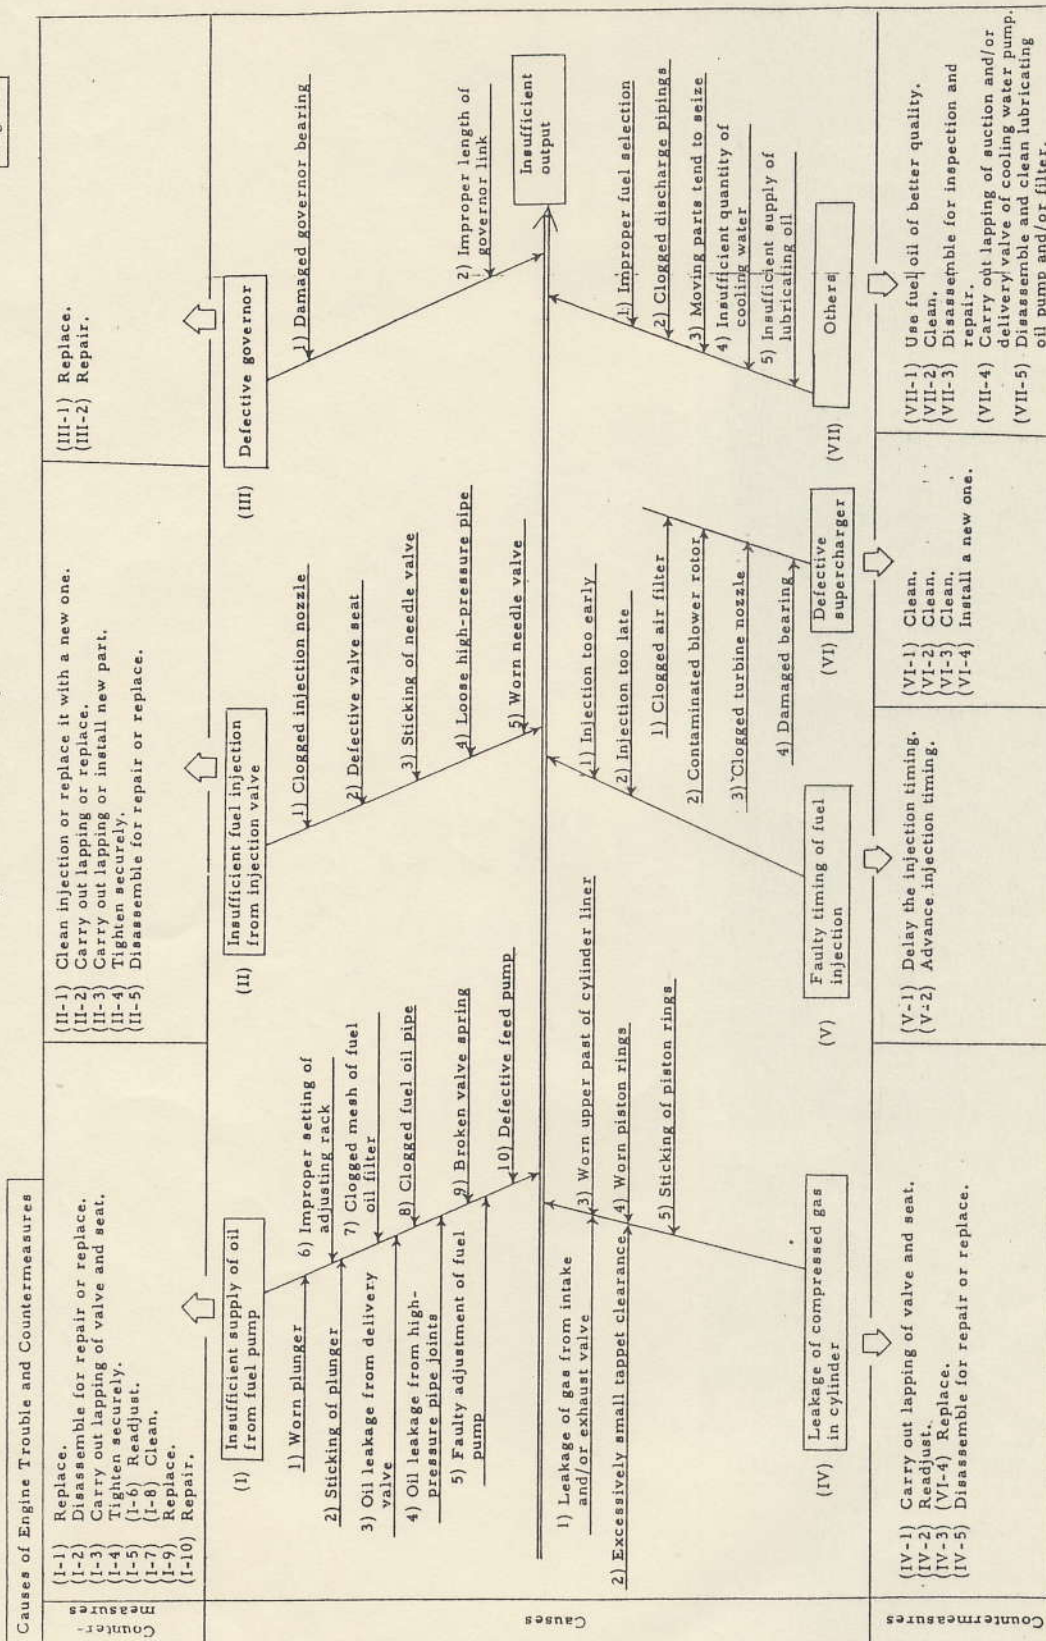 Causes of Engine Trouble and Countermeasures
Counter-
measures
(I-1) Replace.
(I-2) Disassemble for repair or replace.
(I-3) Carry out lapping of valve and seat.
(I-4) Tighten securely.
(I-5) (I-6) Readjust.
(I-7) (I-8) Clean.
(I-9) Replace.
(I-10) Repair.
(II-1) Clean injection or replace it with a new one.
(II-2) Carry out lapping or replace.
(II-3) Carry out lapping or install new part.
(II-4) Tighten securely.
(II-5) Disassemble for repair or replace.
(III-1) Replace.
(III-2) Repair.
Causes
(I) Insufficient supply of oil
from fuel pump
1) Worn plunger
2) Sticking of plunger
3) Oil leakage from delivery
valve
4) Oil leakage from high-
pressure pipe joints
5) Faulty adjustment of fuel
pump
6) Improper setting of
adjusting rack
7) Clogged mesh of fuel
oil filter
8) Clogged fuel oil pipe
9) Broken valve spring
10) Defective feed pump
(II) Insufficient fuel injection
from injection valve
1) Clogged injection nozzle
2) Defective valve seat
3) Sticking of needle valve
4) Loose high-pressure pipe
5) Worn needle valve
(III) Defective governor
1) Damaged governor bearing
2) Improper length of
governor link
Insufficient
output
1) Leakage of gas from intake
and/or exhaust valve
2) Excessively small tappet clearance
3) Worn upper past of cylinder liner
4) Worn piston rings
5) Sticking of piston rings
(IV) Leakage of compressed gas
in cylinder
1) Injection too early
2) Injection too late
(V) Faulty timing of fuel
injection
1) Clogged air filter
2) Contaminated blower rotor
3) Clogged turbine nozzle
4) Damaged bearing
(VI) Defective
supercharger
1) Improper fuel selection
2) Clogged discharge pipings
3) Moving parts tend to seize
4) Insufficient quantity of
cooling water
5) Insufficient supply of
lubricating oil
(VII) Others
Countermeasures
(IV-1) Carry out lapping of valve and seat.
(IV-2) Readjust.
(IV-3) (VI-4) Replace.
(IV-5) Disassemble for repair or replace.
(V-1) Delay the injection timing.
(V-2) Advance injection timing.
(VI-1) Clean.
(VI-2) Clean.
(VI-3) Clean.
(VI-4) Install a new one.
(VII-1) Use fuel oil of better quality.
(VII-2) Clean.
(VII-3) Disassemble for inspection and
repair.
(VII-4) Carry out lapping of suction and/or
delivery valve of cooling water pump.
(VII-5) Disassemble and clean lubricating
oil pump and/or filter.